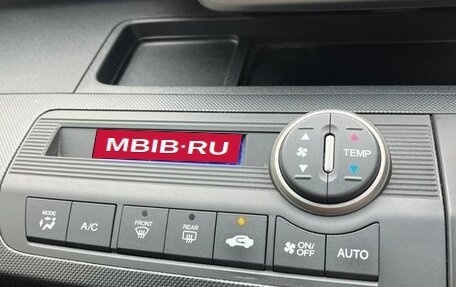 MBIB·RU
TEMP
MODE
A/C
FRONT
REAR
ON/
OFF
AUTO